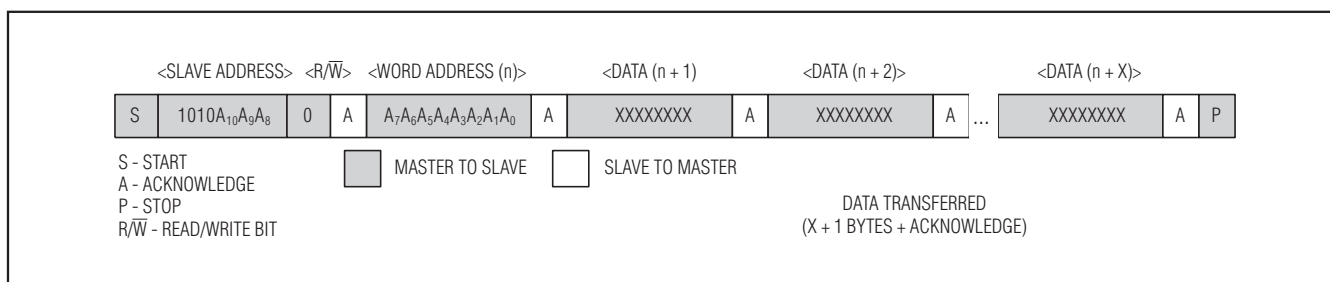 <SLAVE ADDRESS> <R/W̅> <WORD ADDRESS (n)> <DATA (n + 1) <DATA (n + 2)> <DATA (n + X)>
S 1010A₁₀A₉A₈ 0 A A₇A₆A₅A₄A₃A₂A₁A₀ A XXXXXXXX A XXXXXXXX A ... XXXXXXXX A P
S - START
A - ACKNOWLEDGE
P - STOP
R/W̅ - READ/WRITE BIT
MASTER TO SLAVE
SLAVE TO MASTER
DATA TRANSFERRED
(X + 1 BYTES + ACKNOWLEDGE)